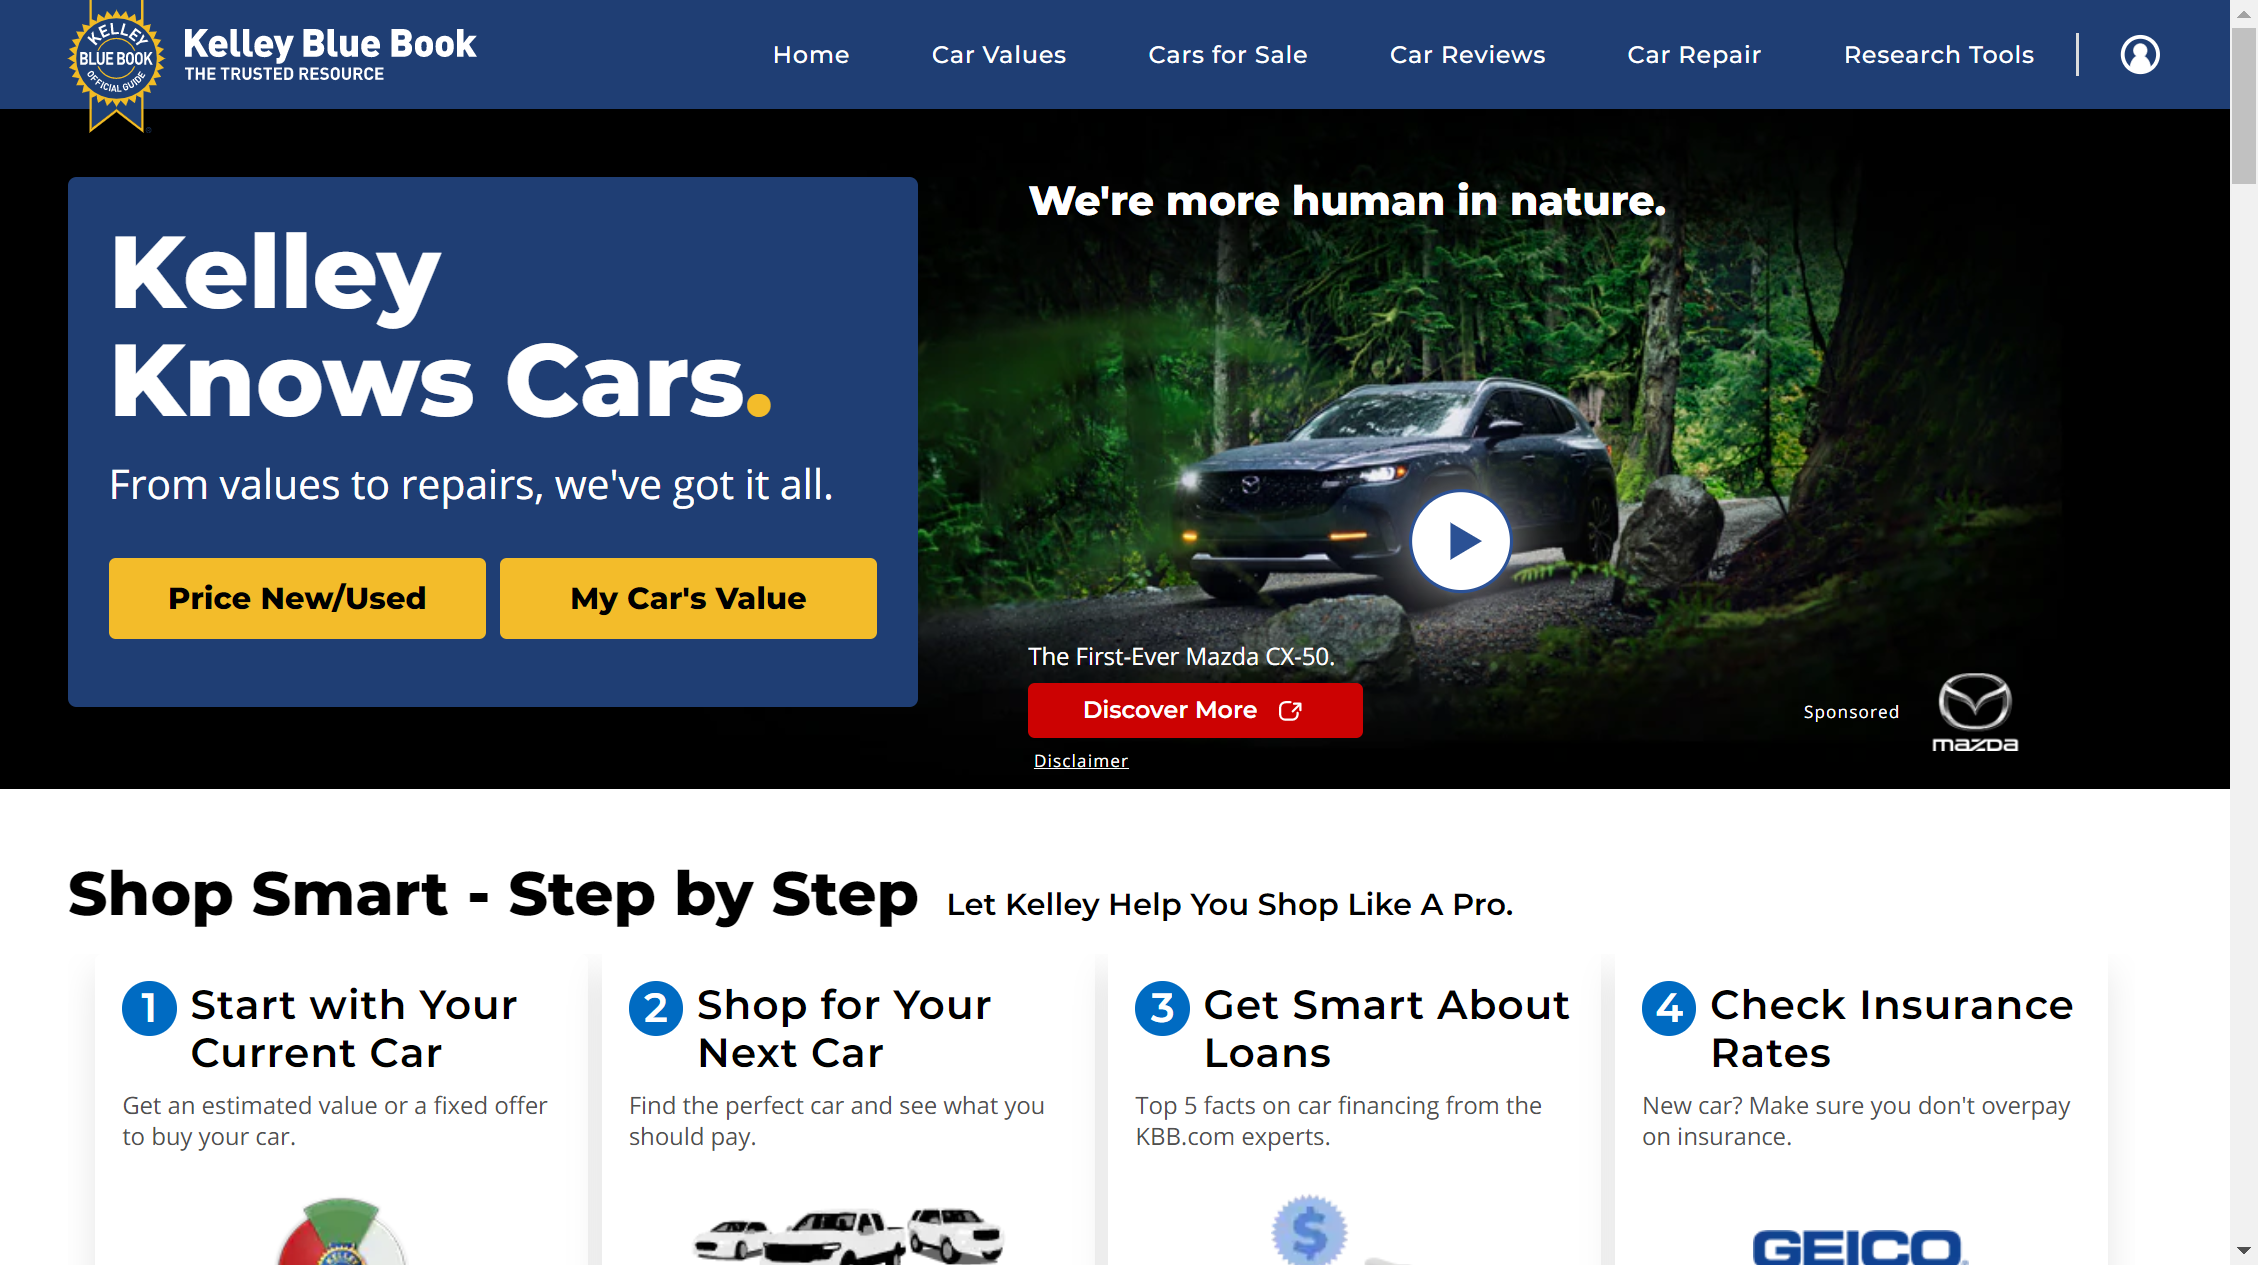 KELLEY
BLUE BOOK
OFFICIAL GUIDE
Kelley Blue Book
THE TRUSTED RESOURCE
Home
Car Values
Cars for Sale
Car Reviews
Car Repair
Research Tools
Kelley
Knows Cars.
From values to repairs, we've got it all.
Price New/Used
My Car's Value
We're more human in nature.
The First-Ever Mazda CX-50.
Discover More
Disclaimer
Sponsored
mazda
Shop Smart - Step by Step
Let Kelley Help You Shop Like A Pro.
1
Start with Your
Current Car
Get an estimated value or a fixed offer
to buy your car.
2
Shop for Your
Next Car
Find the perfect car and see what you
should pay.
3
Get Smart About
Loans
Top 5 facts on car financing from the
KBB.com experts.
4
Check Insurance
Rates
New car? Make sure you don't overpay
on insurance.
KELLEY
$
GEICO